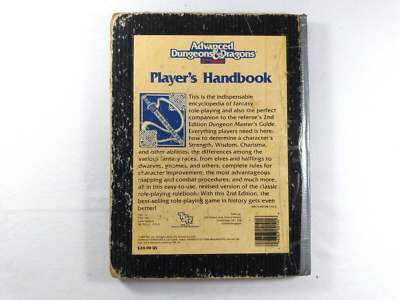 Advanced
Dungeons & Dragons
Player's Handbook
This is the indispensable
encyclopedia of fantasy
role-playing and also the perfect
companion to the referee's 2nd
Edition Dungeon Master's Guide.
Everything players need is here:
how to determine a character's
Strength, Wisdom, Charisma,
and other abilities; the differences among the
various fantasy races, from elves and halflings to
dwarves, gnomes, and others; complete rules for
character improvement; the most advantageous
mapping and combat procedures; and much more,
all in this easy-to-use, revised version of the classic
role-playing rulebook! With this 2nd Edition, the
best-selling role-playing game in history gets even
better!
TSR
$20.00 US